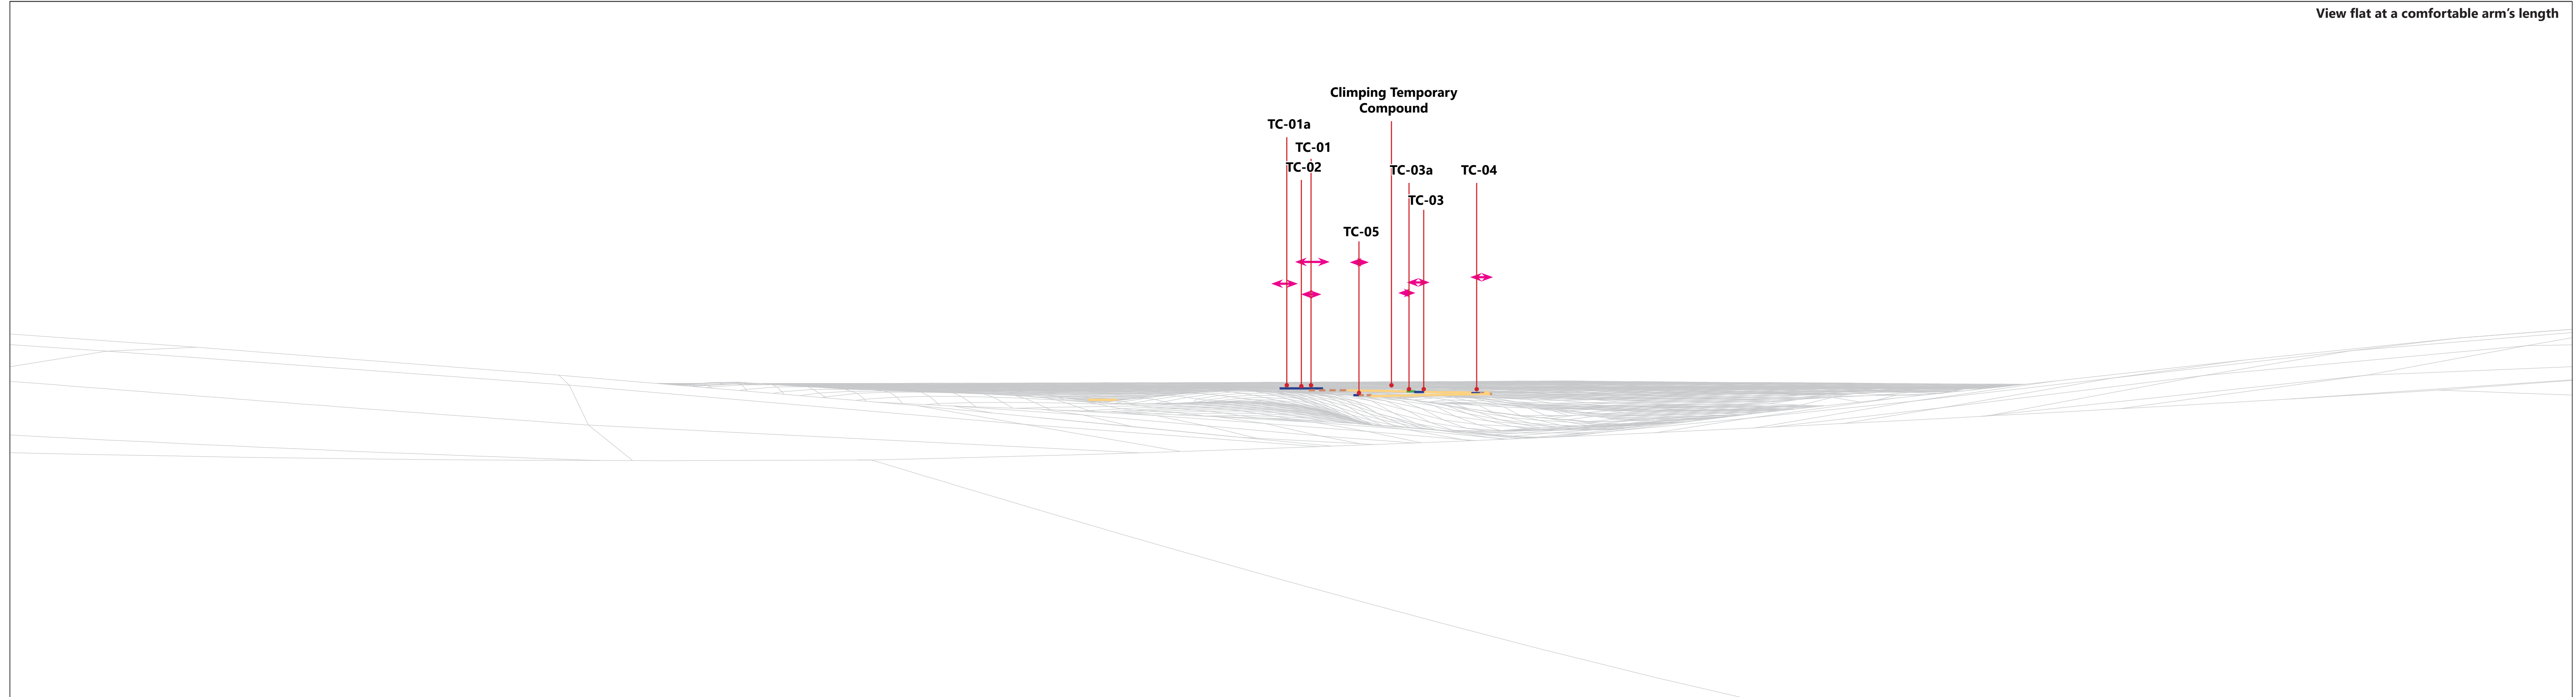 View flat at a comfortable arm’s length
Climping Temporary
Compound
TC-01a
TC-01
TC-02
TC-03a
TC-04
TC-03
TC-05